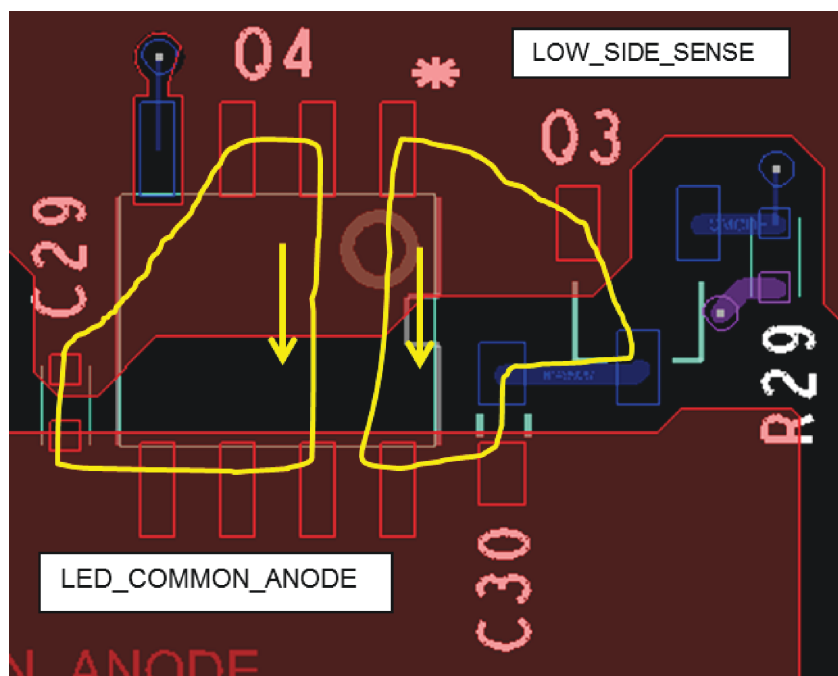 Q4
*
LOW_SIDE_SENSE
Q3
C29
R29
LED_COMMON_ANODE
C30
N_ANODE